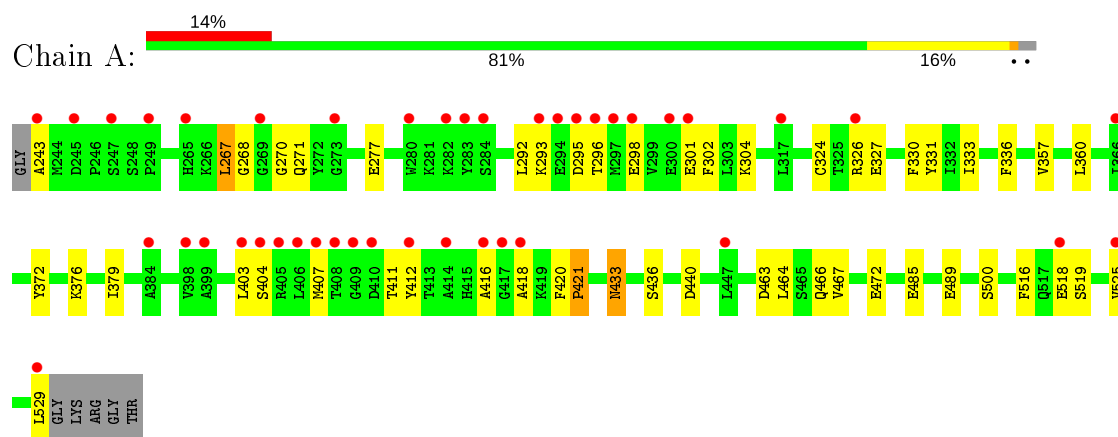 14%
Chain A:
81% 16% • •
GLY A243 M244 D245 P246 S247 S248 P249 H265 K266 L267 G268 G269 G270 Q271 Y272 G273 E277 W280 K281 K282 Y283 S284 L292 K293 E294 D295 T296 M297 E298 V299 E300 E301 F302 L303 K304 L317 C324 T325 R326 E327 F330 Y331 I332 I333 F336 V357 L360 I366
Y372 K376 I379 A384 V398 A399 L403 S404 R405 L406 M407 T408 G409 D410 T411 Y412 T413 A414 H415 A416 G417 A418 K419 F420 P421 N433 S436 D440 L447 D463 L464 S465 Q466 V467 E472 E485 E489 S500 F516 Q517 E518 S519 V525
L529 GLY LYS ARG GLY THR